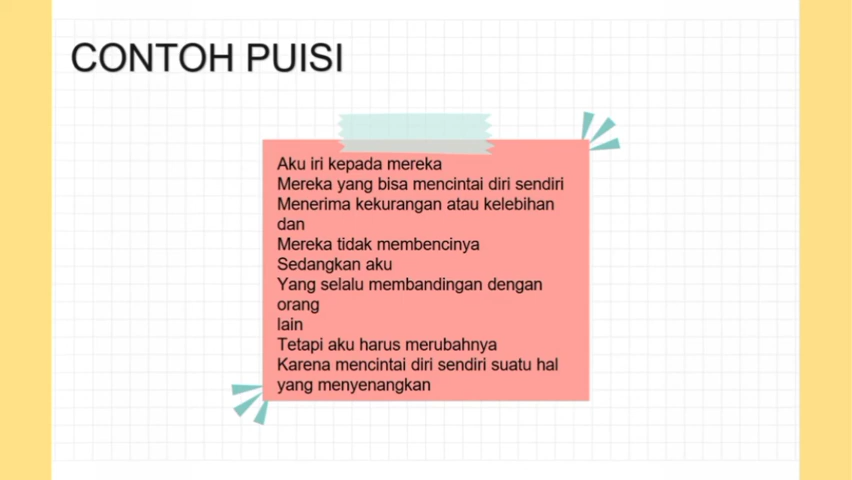 CONTOH PUISI
Aku iri kepada mereka
Mereka yang bisa mencintai diri sendiri
Menerima kekurangan atau kelebihan
dan
Mereka tidak membencinya
Sedangkan aku
Yang selalu membandingan dengan
orang
lain
Tetapi aku harus merubahnya
Karena mencintai diri sendiri suatu hal
yang menyenangkan